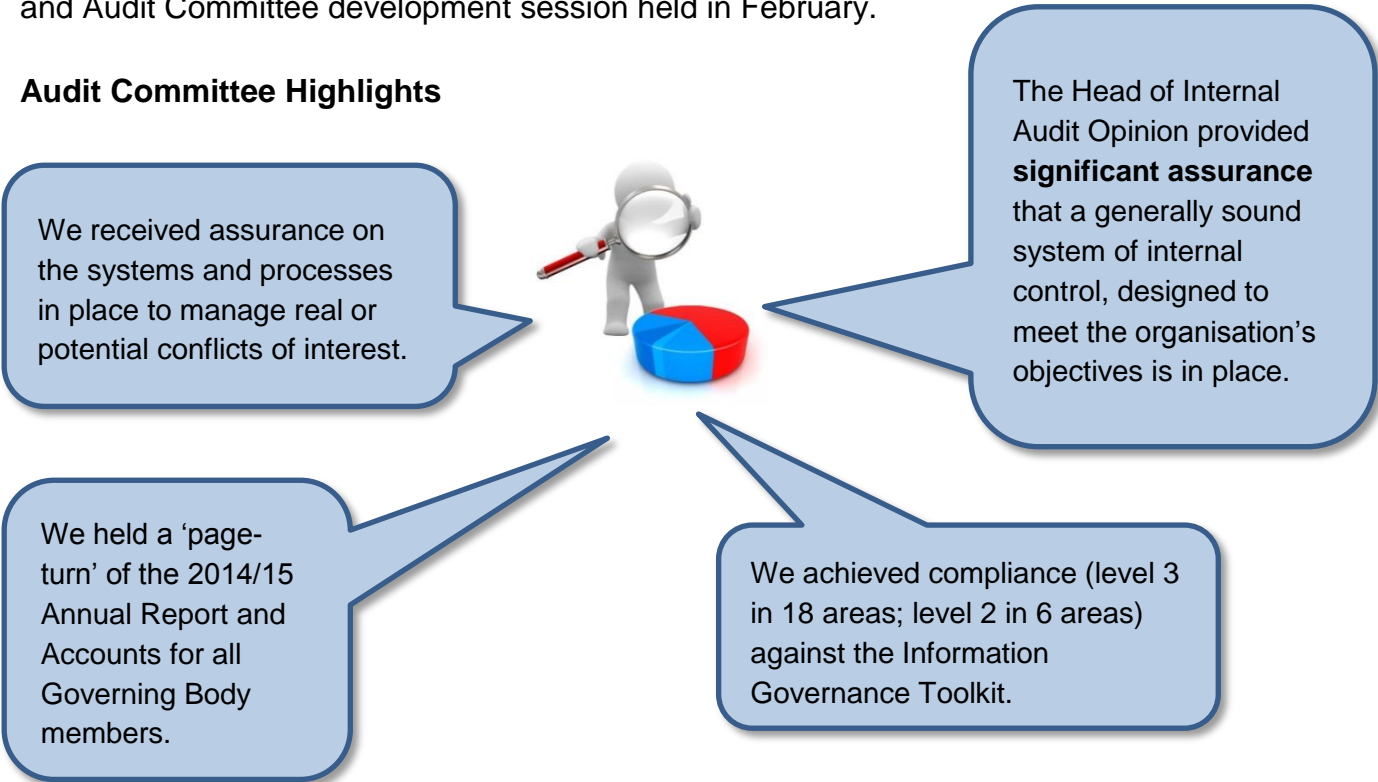 and Audit Committee development session held in February.
Audit Committee Highlights
We received assurance on
the systems and processes
in place to manage real or
potential conflicts of interest.
The Head of Internal
Audit Opinion provided
significant assurance
that a generally sound
system of internal
control, designed to
meet the organisation's
objectives is in place.
We held a 'page-
turn' of the 2014/15
Annual Report and
Accounts for all
Governing Body
members.
We achieved compliance (level 3
in 18 areas; level 2 in 6 areas)
against the Information
Governance Toolkit.